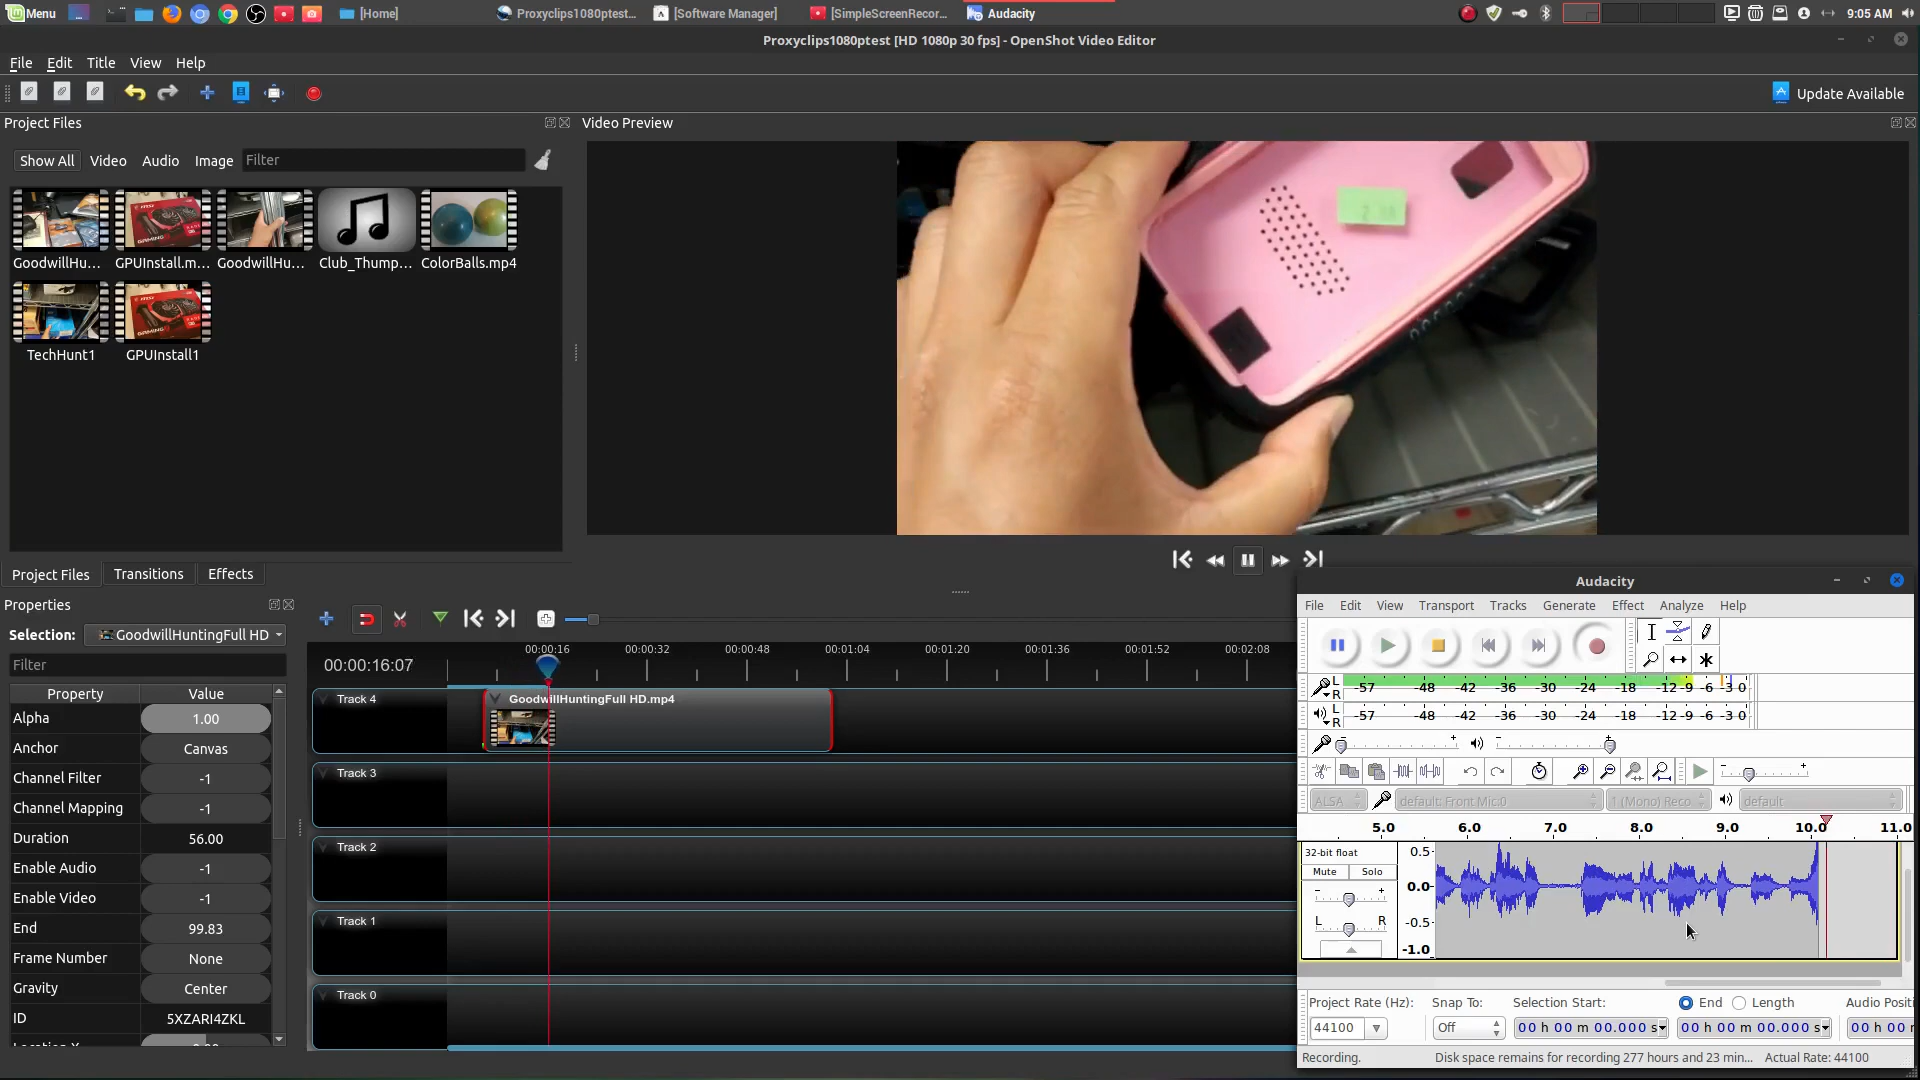 Menu
[Home]
Proxyclips1080ptest...
[Software Manager]
[SimpleScreenRecor...
Audacity
9:05 AM
Proxyclips1080ptest [HD 1080p 30 fps] - OpenShot Video Editor
File Edit Title View Help
Update Available
Project Files
Video Preview
Show All Video Audio Image Filter
GoodwillHu... GPUInstall.m... GoodwillHu... Club_Thump... ColorBalls.mp4
TechHunt1 GPUInstall1
Project Files Transitions Effects
Properties
Selection: GoodwillHuntingFull HD
Filter
Property Value
Alpha 1.00
Anchor Canvas
Channel Filter -1
Channel Mapping -1
Duration 56.00
Enable Audio -1
Enable Video -1
End 99.83
Frame Number None
Gravity Center
ID 5XZARI4ZKL
00:00:16:07
00:00:16 00:00:32 00:00:48 00:01:04 00:01:20 00:01:36 00:01:52 00:02:08
Track 4
GoodwillHuntingFull HD.mp4
Track 3
Track 2
Track 1
Track 0
Audacity
File Edit View Transport Tracks Generate Effect Analyze Help
L
R
-57 -48 -42 -36 -30 -24 -18 -12 -9 -6 -3 0
L
R
-57 -48 -42 -36 -30 -24 -18 -12 -9 -6 -3 0
- +
- +
- +
ALSA default: Front Mic:0 1 (Mono) Reco default
5.0 6.0 7.0 8.0 9.0 10.0 11.0
32-bit float
Mute Solo
- +
L R
0.5
0.0
-0.5
-1.0
Project Rate (Hz): Snap To: Selection Start: End Length Audio Positi
44100 Off 00 h 00 m 00.000 s 00 h 00 m 00.000 s 00 h 00
Recording. Disk space remains for recording 277 hours and 23 min... Actual Rate: 44100